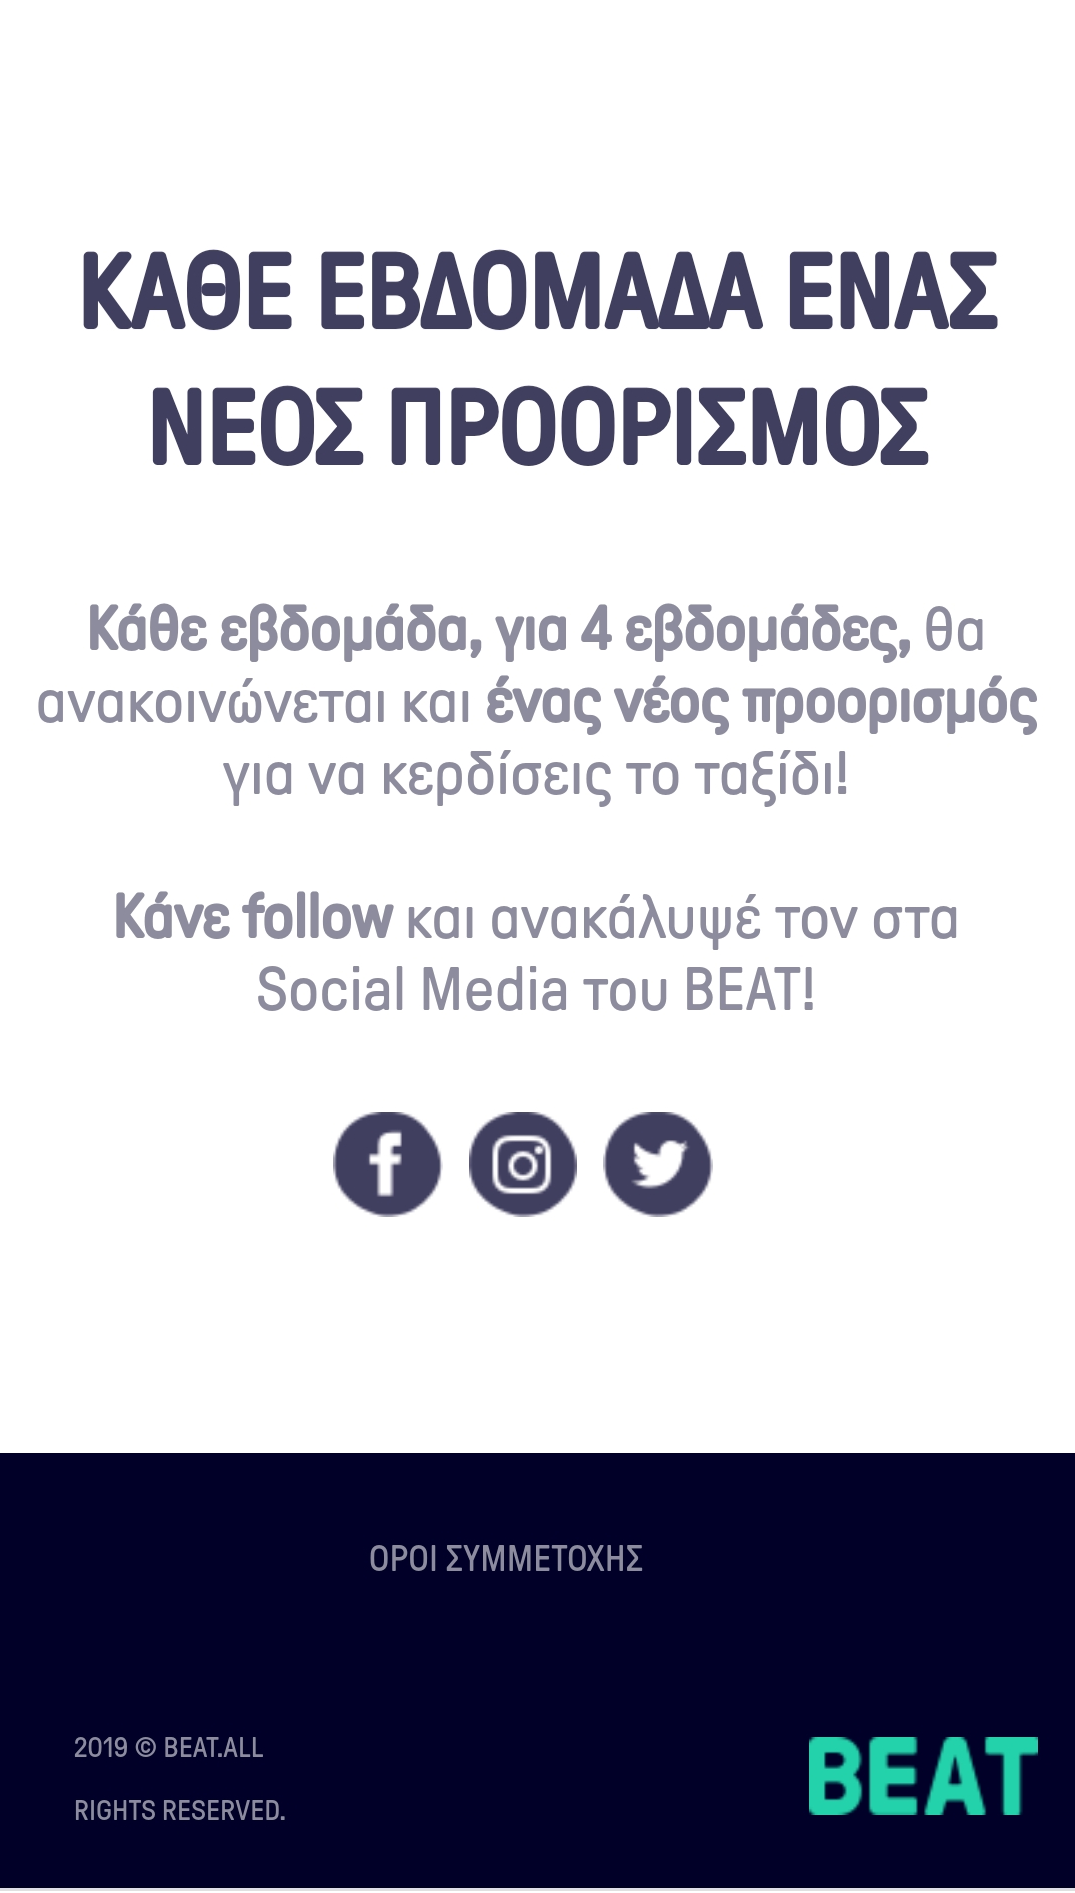 ΚΑΘΕ ΕΒΔΟΜΑΔΑ ΕΝΑΣ
ΝΕΟΣ ΠΡΟΟΡΙΣΜΟΣ
Κάθε εβδομάδα, για 4 εβδομάδες, θα
ανακοινώνεται και ένας νέος προορισμός
για να κερδίσεις το ταξίδι!
Κάνε follow και ανακάλυψέ τον στα
Social Media του BEAT!
ΟΡΟΙ ΣΥΜΜΕΤΟΧΗΣ
2019 © BEAT.ALL
RIGHTS RESERVED.
BEAT